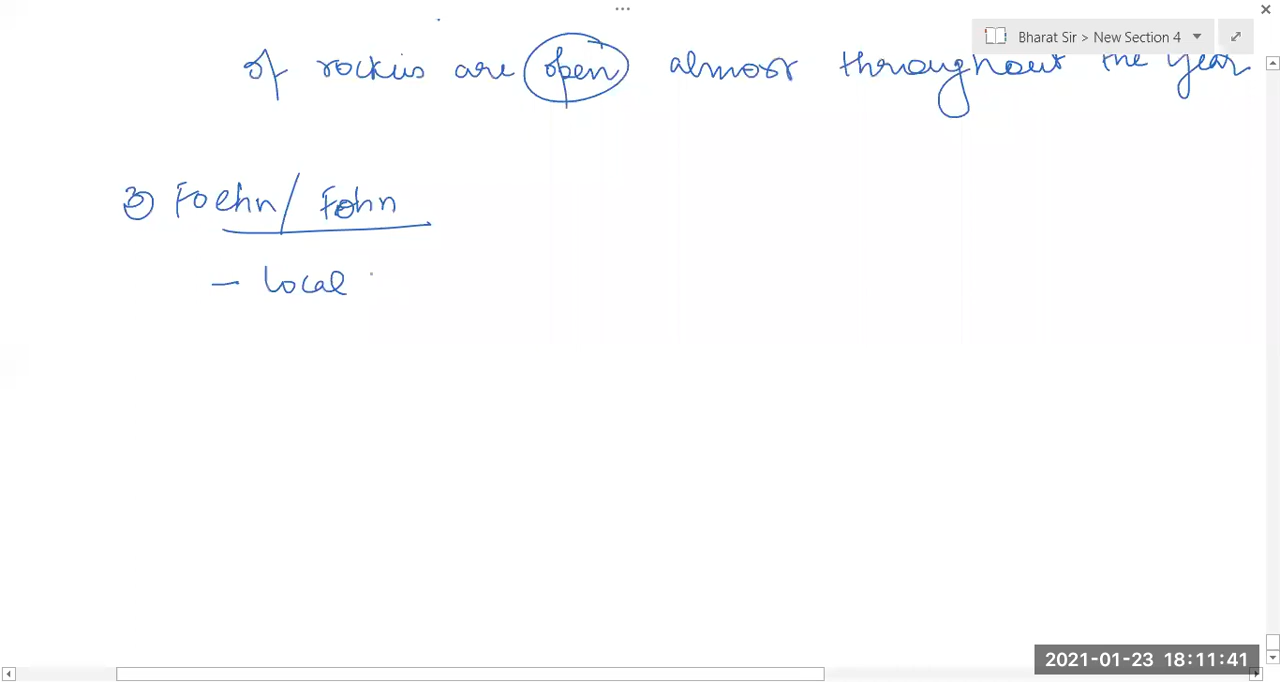 Bharat Sir > New Section 4
of rockies are open almost throughout the year
3) Foehn / Fohn
- local
2021-01-23 18:11:41